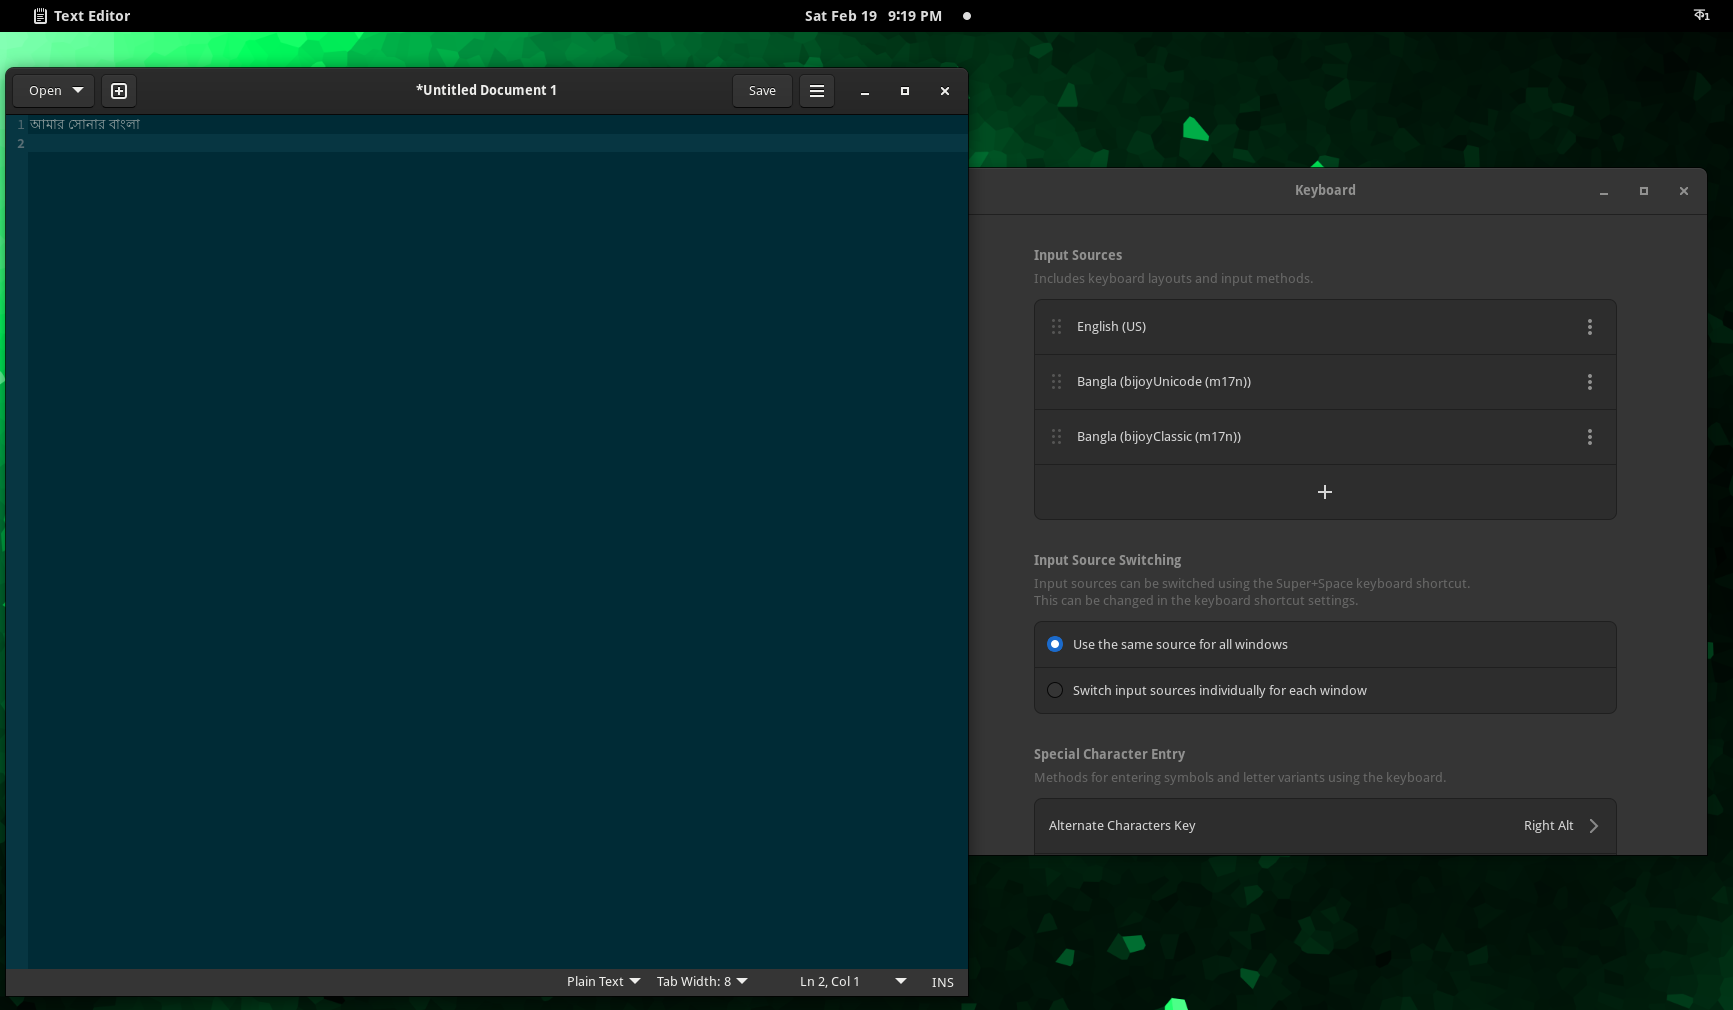 Text Editor
Sat Feb 19 9:19 PM
ক₁
Open
*Untitled Document 1
Save
1 আমার সোনার বাংলা
2
Plain Text
Tab Width: 8
Ln 2, Col 1
INS
Keyboard
Input Sources
Includes keyboard layouts and input methods.
English (US)
Bangla (bijoyUnicode (m17n))
Bangla (bijoyClassic (m17n))
Input Source Switching
Input sources can be switched using the Super+Space keyboard shortcut.
This can be changed in the keyboard shortcut settings.
Use the same source for all windows
Switch input sources individually for each window
Special Character Entry
Methods for entering symbols and letter variants using the keyboard.
Alternate Characters Key
Right Alt